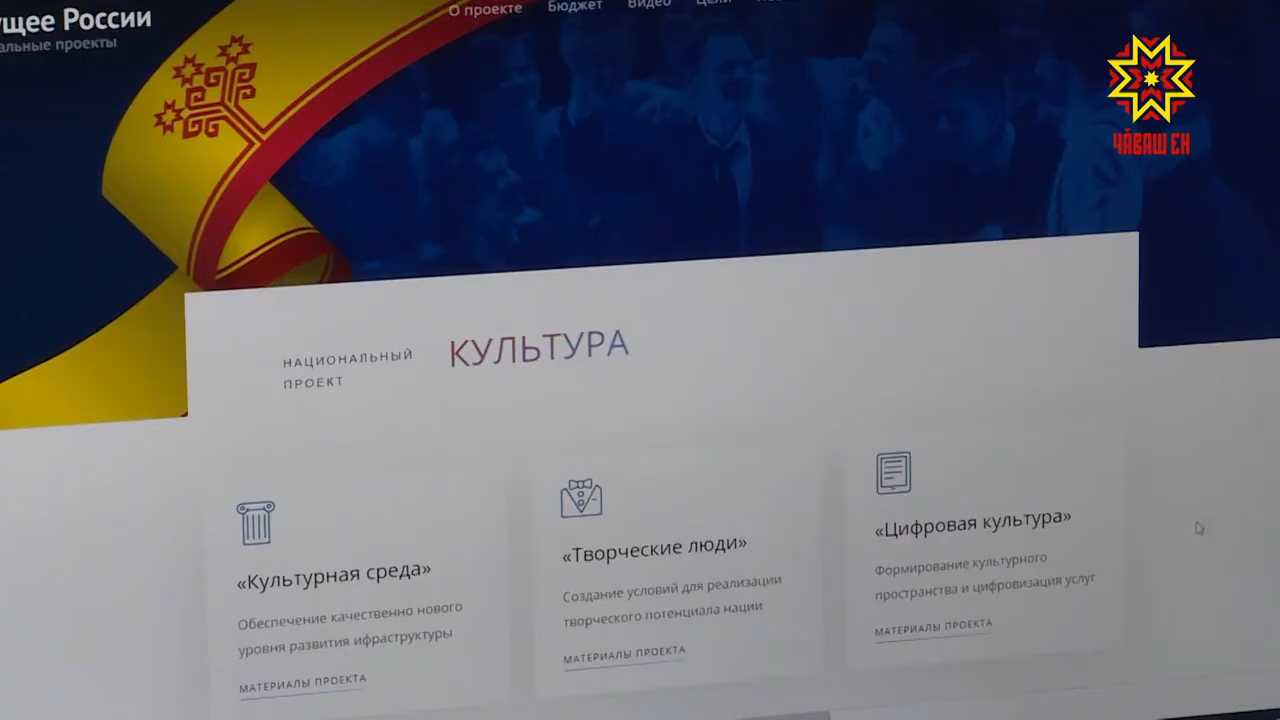 ущее России
альные проекты
О проекте Бюджет Видео Цели
ЧӐВАШ ЕН
НАЦИОНАЛЬНЫЙ
ПРОЕКТ
КУЛЬТУРА
«Культурная среда»
Обеспечение качественно нового
уровня развития ифраструктуры
МАТЕРИАЛЫ ПРОЕКТА
«Творческие люди»
Создание условий для реализации
творческого потенциала нации
МАТЕРИАЛЫ ПРОЕКТА
«Цифровая культура»
Формирование культурного
пространства и цифровизация услуг
МАТЕРИАЛЫ ПРОЕКТА